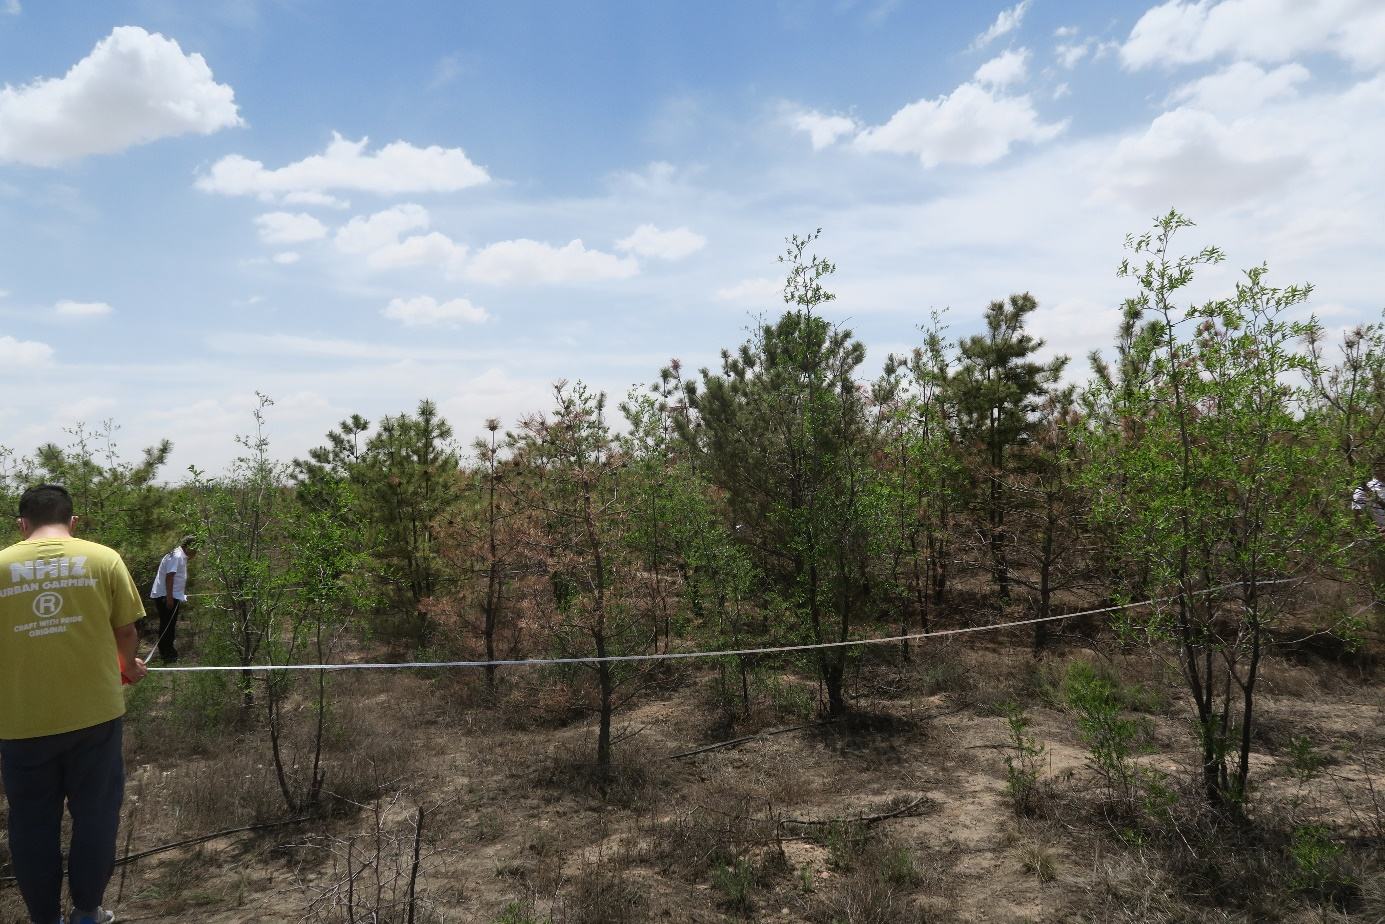 NHIZ
URBAN GARMENT
®
CRAFT WITH PRIDE
ORIGINAL